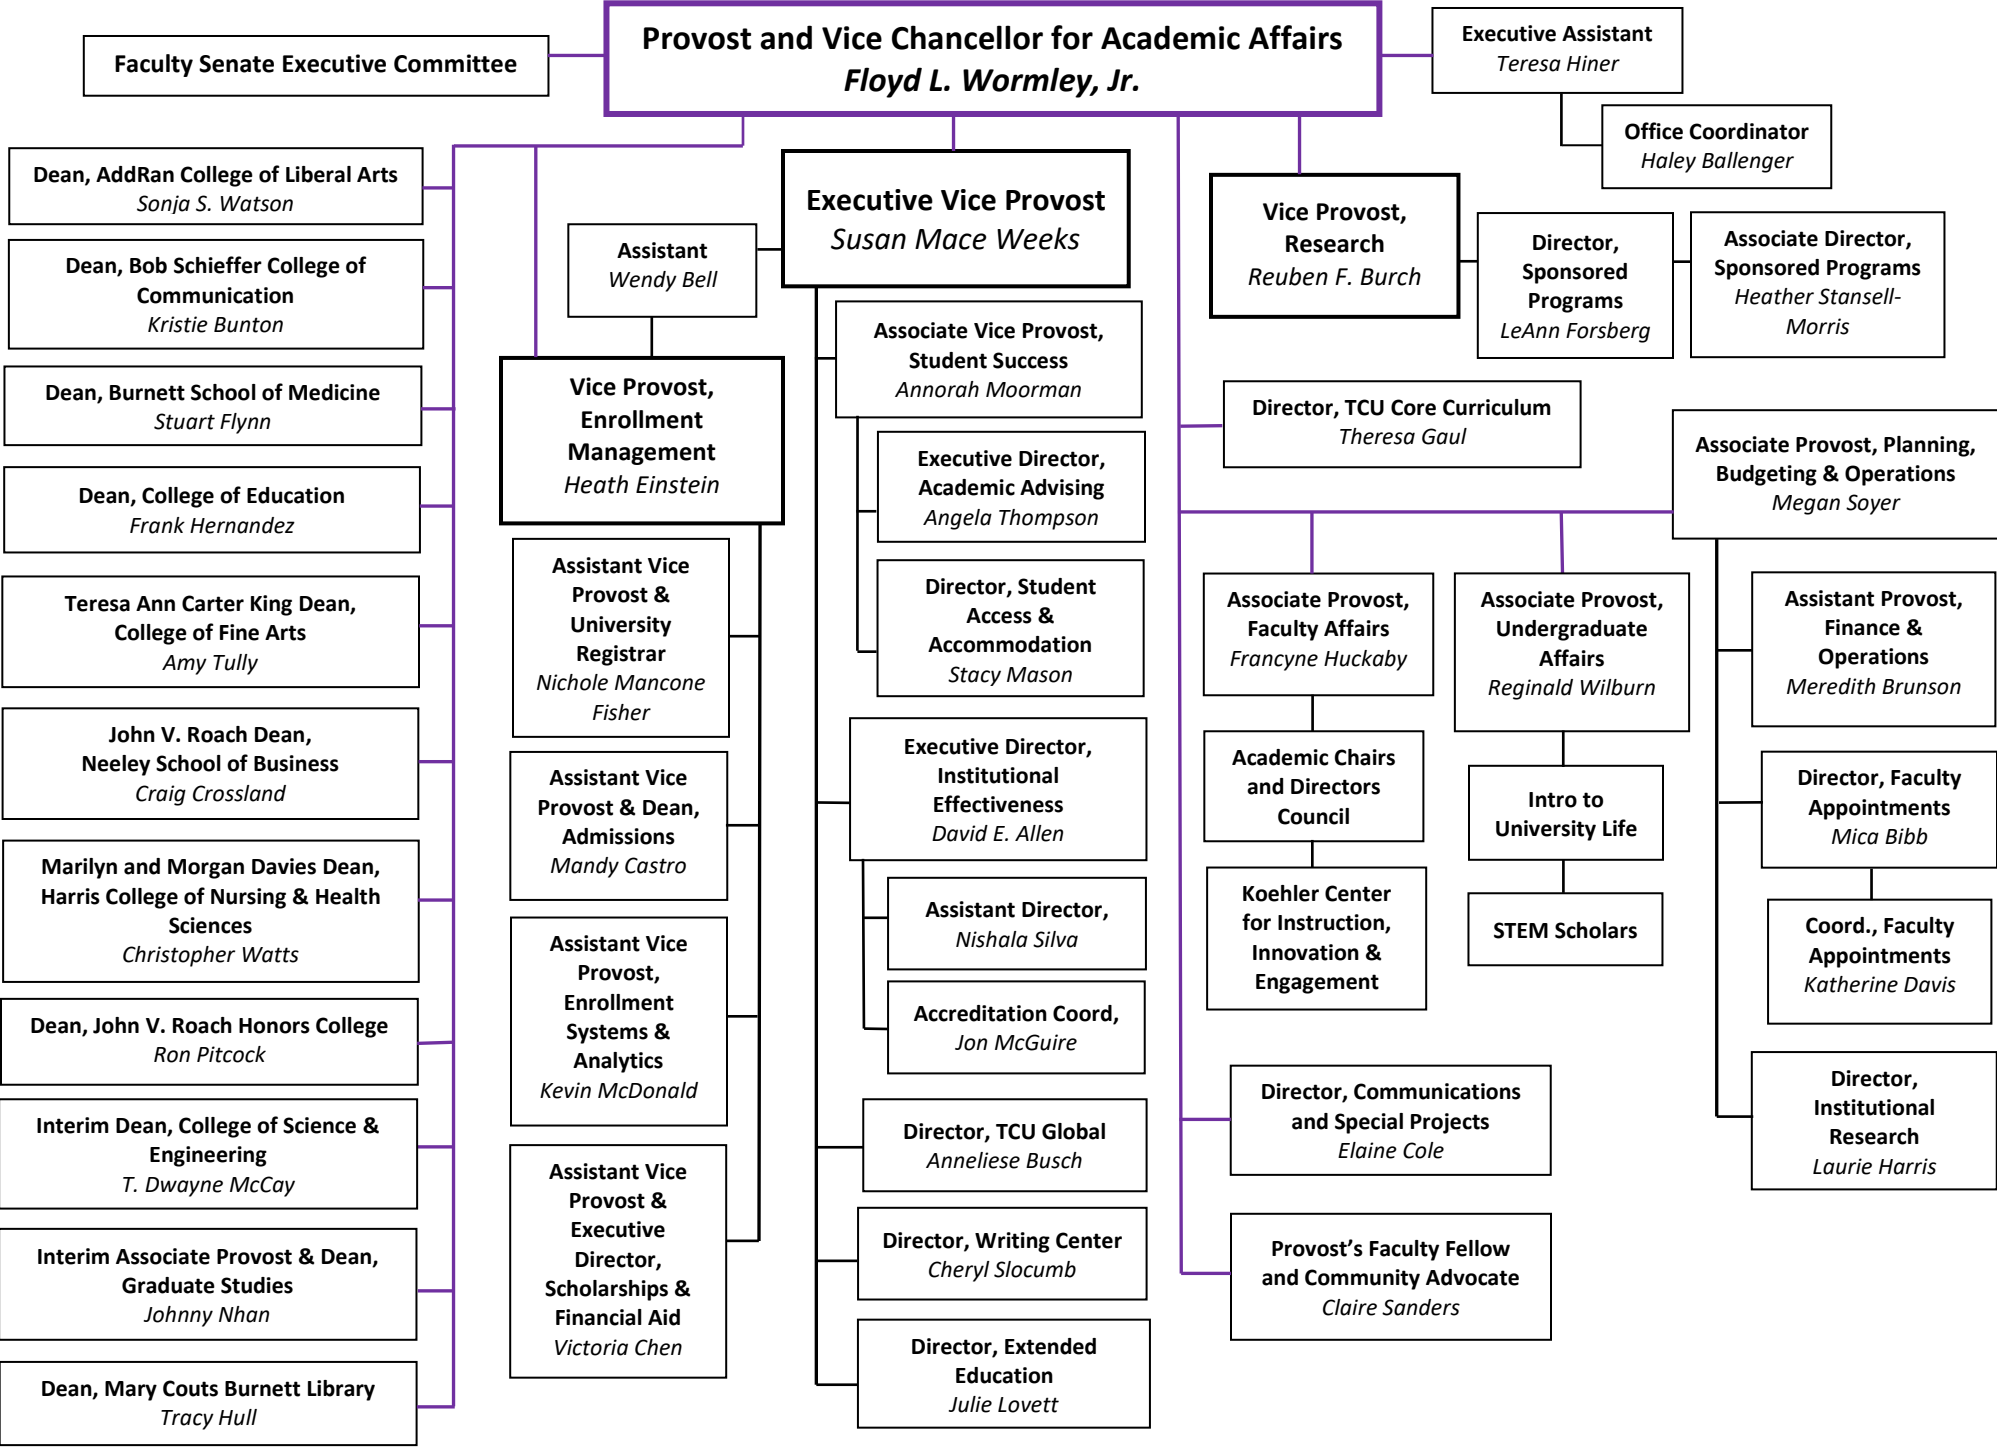 Provost and Vice Chancellor for Academic Affairs
Floyd L. Wormley, Jr.
Faculty Senate Executive Committee
Executive Assistant
Teresa Hiner
Office Coordinator
Haley Ballenger
Dean, AddRan College of Liberal Arts
Sonja S. Watson
Dean, Bob Schieffer College of
Communication
Kristie Bunton
Dean, Burnett School of Medicine
Stuart Flynn
Dean, College of Education
Frank Hernandez
Teresa Ann Carter King Dean,
College of Fine Arts
Amy Tully
John V. Roach Dean,
Neeley School of Business
Craig Crossland
Marilyn and Morgan Davies Dean,
Harris College of Nursing & Health
Sciences
Christopher Watts
Dean, John V. Roach Honors College
Ron Pitcock
Interim Dean, College of Science &
Engineering
T. Dwayne McCay
Interim Associate Provost & Dean,
Graduate Studies
Johnny Nhan
Dean, Mary Couts Burnett Library
Tracy Hull
Assistant
Wendy Bell
Vice Provost,
Enrollment
Management
Heath Einstein
Assistant Vice
Provost &
University
Registrar
Nichole Mancone
Fisher
Assistant Vice
Provost & Dean,
Admissions
Mandy Castro
Assistant Vice
Provost,
Enrollment
Systems &
Analytics
Kevin McDonald
Assistant Vice
Provost &
Executive
Director,
Scholarships &
Financial Aid
Victoria Chen
Executive Vice Provost
Susan Mace Weeks
Associate Vice Provost,
Student Success
Annorah Moorman
Executive Director,
Academic Advising
Angela Thompson
Director, Student
Access &
Accommodation
Stacy Mason
Executive Director,
Institutional
Effectiveness
David E. Allen
Assistant Director,
Nishala Silva
Accreditation Coord,
Jon McGuire
Director, TCU Global
Anneliese Busch
Director, Writing Center
Cheryl Slocumb
Director, Extended
Education
Julie Lovett
Vice Provost,
Research
Reuben F. Burch
Director,
Sponsored
Programs
LeAnn Forsberg
Associate Director,
Sponsored Programs
Heather Stansell-
Morris
Director, TCU Core Curriculum
Theresa Gaul
Associate Provost, Planning,
Budgeting & Operations
Megan Soyer
Associate Provost,
Faculty Affairs
Francyne Huckaby
Academic Chairs
and Directors
Council
Koehler Center
for Instruction,
Innovation &
Engagement
Associate Provost,
Undergraduate
Affairs
Reginald Wilburn
Intro to
University Life
STEM Scholars
Assistant Provost,
Finance &
Operations
Meredith Brunson
Director, Faculty
Appointments
Mica Bibb
Coord., Faculty
Appointments
Katherine Davis
Director,
Institutional
Research
Laurie Harris
Director, Communications
and Special Projects
Elaine Cole
Provost’s Faculty Fellow
and Community Advocate
Claire Sanders